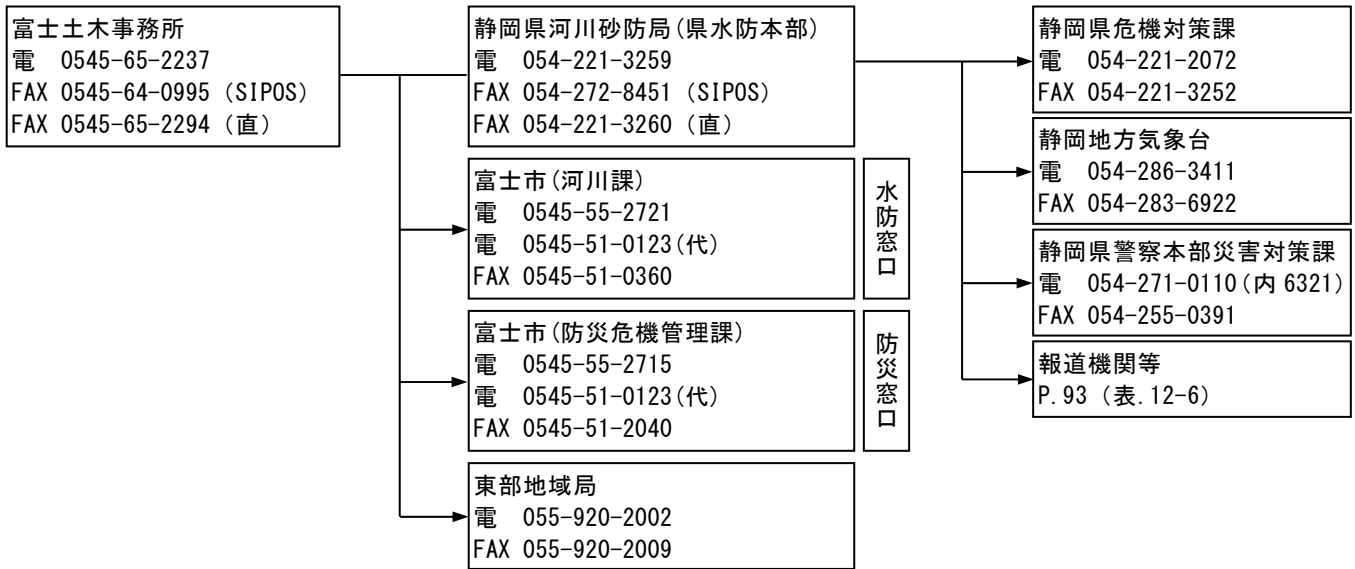 富士土木事務所
電 0545-65-2237
FAX 0545-64-0995 (SIPOS)
FAX 0545-65-2294 (直)
静岡県河川砂防局(県水防本部)
電 054-221-3259
FAX 054-272-8451 (SIPOS)
FAX 054-221-3260 (直)
富士市(河川課)
電 0545-55-2721
電 0545-51-0123(代)
FAX 0545-51-0360
水防窓口
富士市(防災危機管理課)
電 0545-55-2715
電 0545-51-0123(代)
FAX 0545-51-2040
防災窓口
東部地域局
電 055-920-2002
FAX 055-920-2009
静岡県危機対策課
電 054-221-2072
FAX 054-221-3252
静岡地方気象台
電 054-286-3411
FAX 054-283-6922
静岡県警察本部災害対策課
電 054-271-0110(内 6321)
FAX 054-255-0391
報道機関等
P.93 (表.12-6)